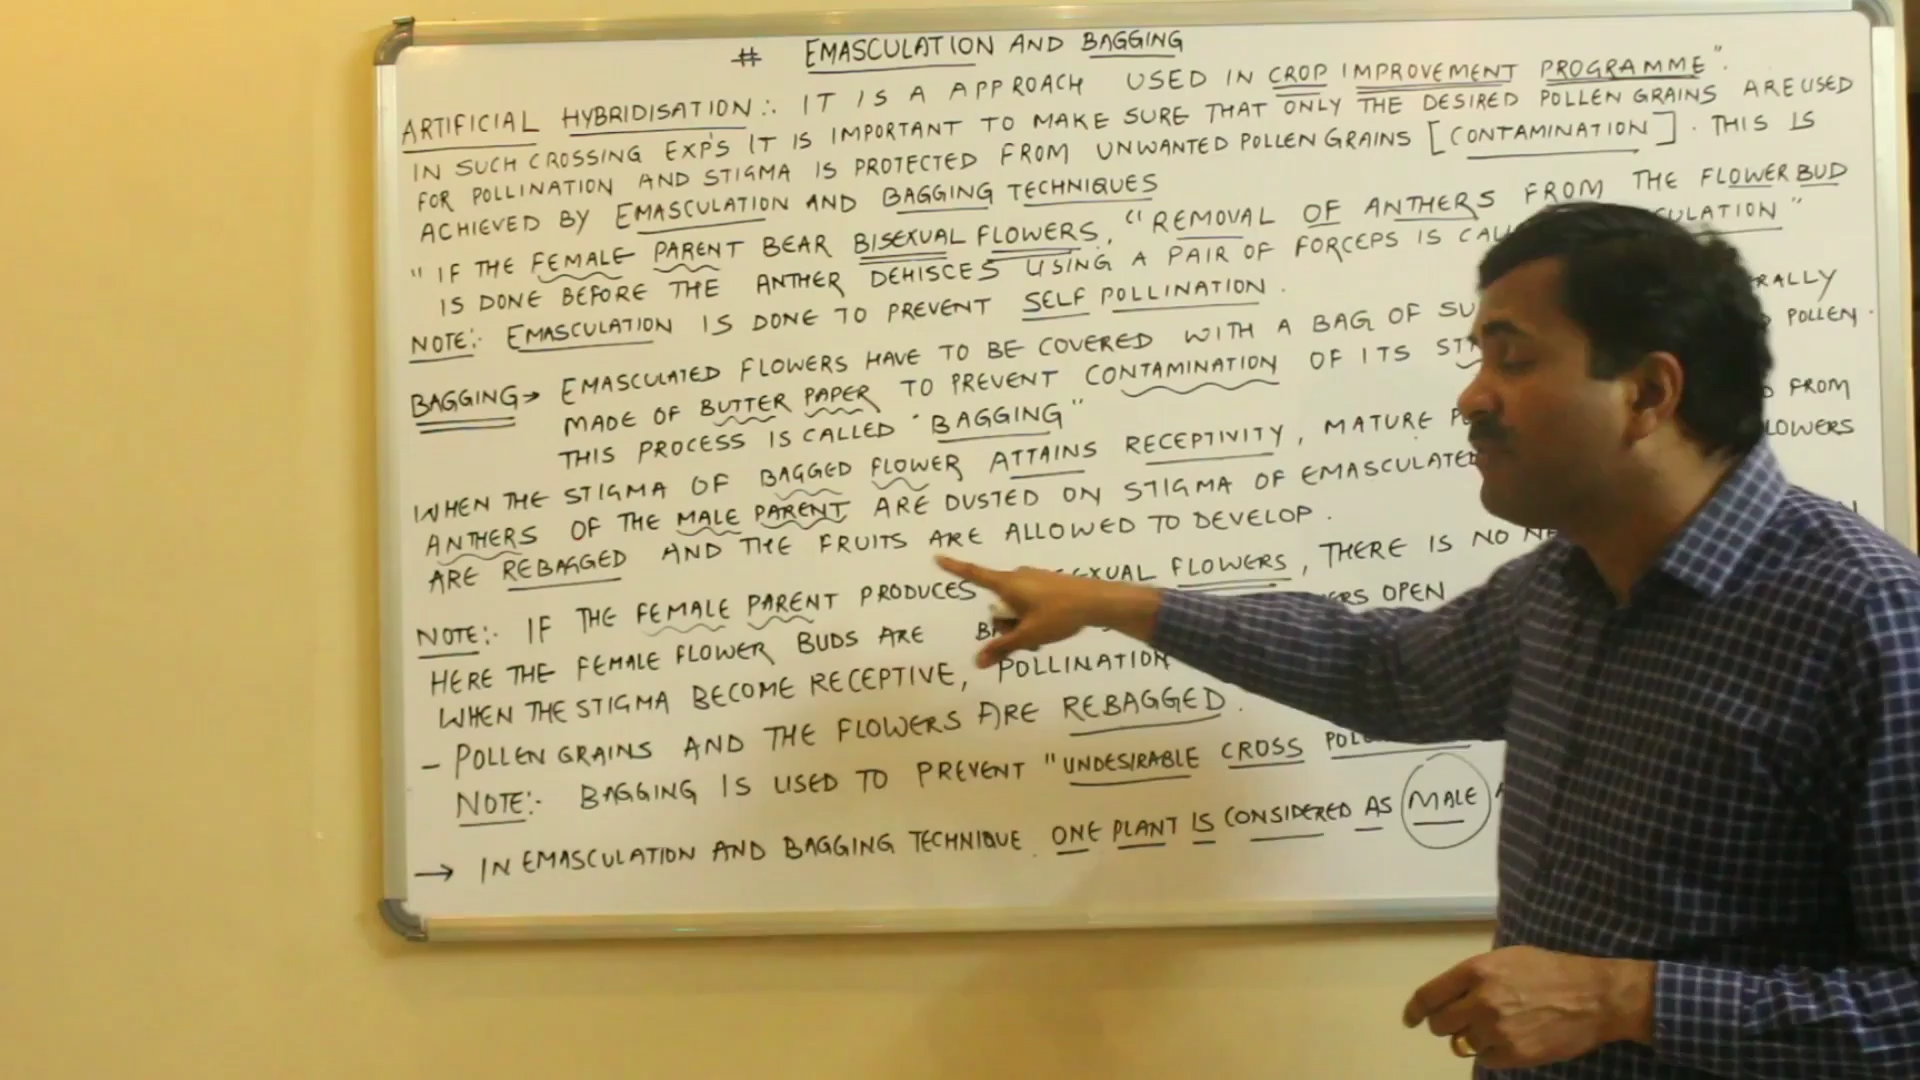 # EMASCULATION AND BAGGING
ARTIFICIAL HYBRIDISATION:. IT IS A APPROACH USED IN CROP IMPROVEMENT PROGRAMME".
IN SUCH CROSSING EXP'S IT IS IMPORTANT TO MAKE SURE THAT ONLY THE DESIRED POLLEN GRAINS ARE USED
FOR POLLINATION AND STIGMA IS PROTECTED FROM UNWANTED POLLEN GRAINS [CONTAMINATION]. THIS IS
ACHIEVED BY EMASCULATION AND BAGGING TECHNIQUES
"IF THE FEMALE PARENT BEAR BISEXUAL FLOWERS, "REMOVAL OF ANTHERS FROM THE FLOWER BUD
IS DONE BEFORE THE ANTHER DEHISCES USING A PAIR OF FORCEPS IS
NOTE:- EMASCULATION IS DONE TO PREVENT SELF POLLINATION.
BAGGING→ EMASCULATED FLOWERS HAVE TO BE COVERED WITH A BAG OF
MADE OF BUTTER PAPER TO PREVENT CONTAMINATION OF ITS POLLEN.
THIS PROCESS IS CALLED "BAGGING"
WHEN THE STIGMA OF BAGGED FLOWER ATTAINS RECEPTIVITY, MATURE FROM
ANTHERS OF THE MALE PARENT ARE DUSTED ON STIGMA OF EMASCULATED
ARE REBAGGED AND THE FRUITS ARE ALLOWED TO DEVELOP.
NOTE:- IF THE FEMALE PARENT PRODUCES FLOWERS, THERE IS NO
HERE THE FEMALE FLOWER BUDS ARE OPEN
WHEN THE STIGMA BECOME RECEPTIVE, POLLINATION
- POLLEN GRAINS AND THE FLOWERS ARE REBAGGED.
NOTE:- BAGGING IS USED TO PREVENT "UNDESIRABLE CROSS
→ IN EMASCULATION AND BAGGING TECHNIQUE ONE PLANT IS CONSIDERED AS MALE